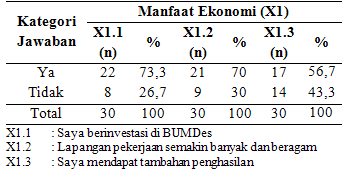 Kategori Jawaban Manfaat Ekonomi (X1)
X1.1 (n) % X1.2 (n) % X1.3 (n) %
Ya 22 73,3 21 70 17 56,7
Tidak 8 26,7 9 30 14 43,3
Total 30 100 30 100 30 100
X1.1 : Saya berinvestasi di BUMDes
X1.2 : Lapangan pekerjaan semakin banyak dan beragam
X1.3 : Saya mendapat tambahan penghasilan